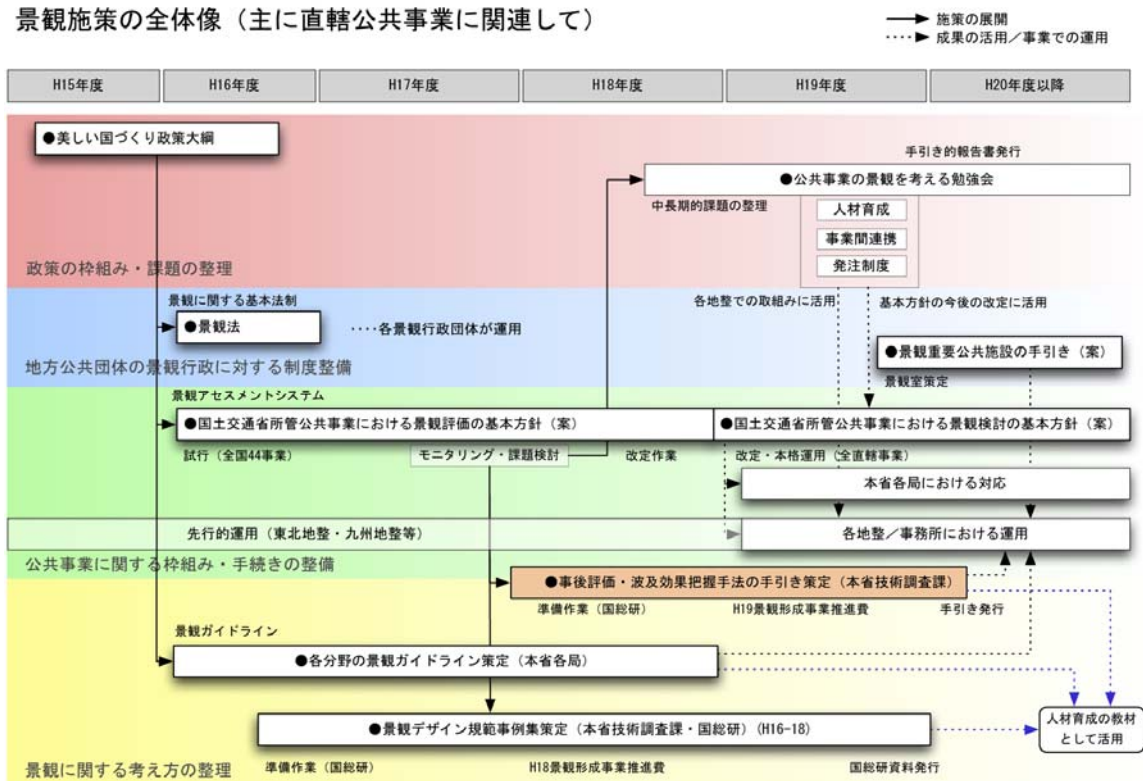 景観施策の全体像（主に直轄公共事業に関連して）
施策の展開
成果の活用／事業での運用
H15年度
H16年度
H17年度
H18年度
H19年度
H20年度以降
●美しい国づくり政策大綱
手引き的報告書発行
●公共事業の景観を考える勉強会
中長期的課題の整理
人材育成
事業間連携
発注制度
政策の枠組み・課題の整理
景観に関する基本法制
各地整での取組みに活用
基本方針の今後の改定に活用
●景観法
‥‥各景観行政団体が運用
●景観重要公共施設の手引き（案）
地方公共団体の景観行政に対する制度整備
景観室策定
景観アセスメントシステム
●国土交通省所管公共事業における景観評価の基本方針（案）
●国土交通省所管公共事業における景観検討の基本方針（案）
試行（全国44事業）
モニタリング・課題検討
改定作業
改定・本格運用（全直轄事業）
本省各局における対応
先行的運用（東北地整・九州地整等）
各地整／事務所における運用
公共事業に関する枠組み・手続きの整備
●事後評価・波及効果把握手法の手引き策定（本省技術調査課）
準備作業（国総研）
H19景観形成事業推進費
手引き発行
景観ガイドライン
●各分野の景観ガイドライン策定（本省各局）
●景観デザイン規範事例集策定（本省技術調査課・国総研）（H16-18）
人材育成の教材
として活用
景観に関する考え方の整理
準備作業（国総研）
H18景観形成事業推進費
国総研資料発行